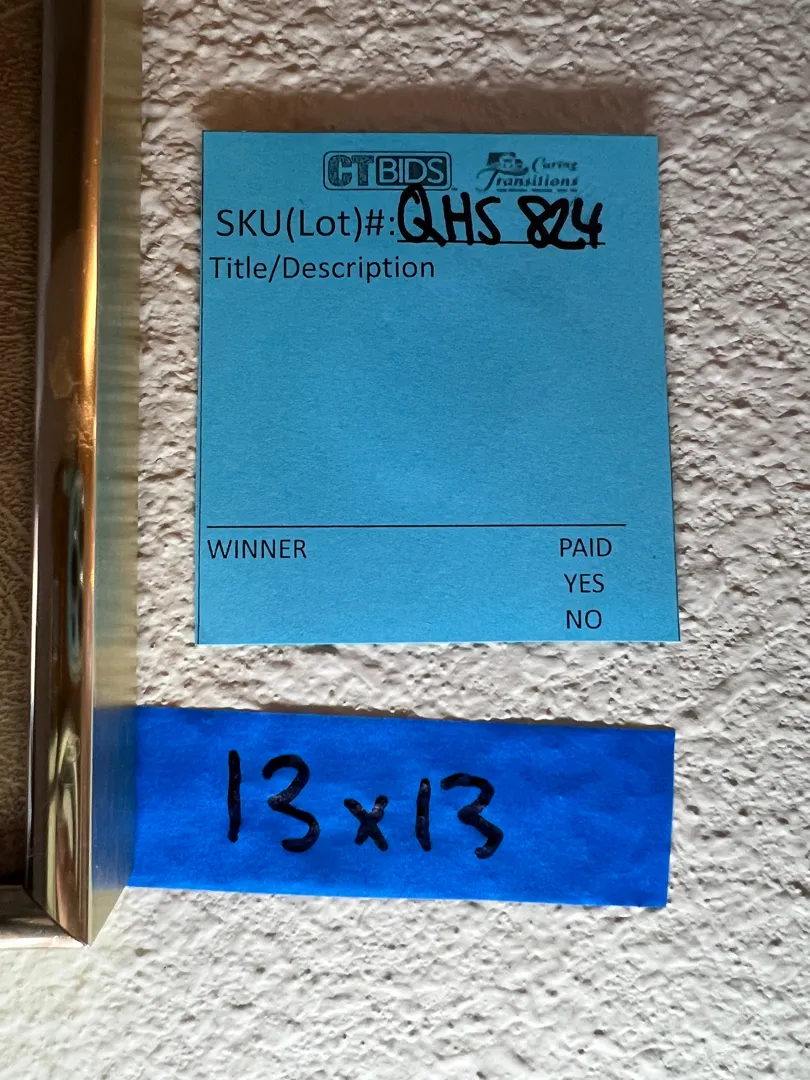 CTBIDS Caring Transitions
SKU(Lot)#: QHS 824
Title/Description
WINNER PAID
YES
NO
13x13